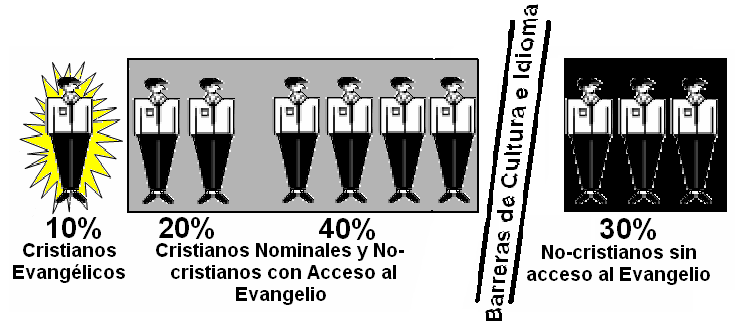 10%
Cristianos
Evangélicos
20%
40%
Cristianos Nominales y No-
cristianos con Acceso al
Evangelio
Barreras de Cultura e Idioma
30%
No-cristianos sin
acceso al Evangelio